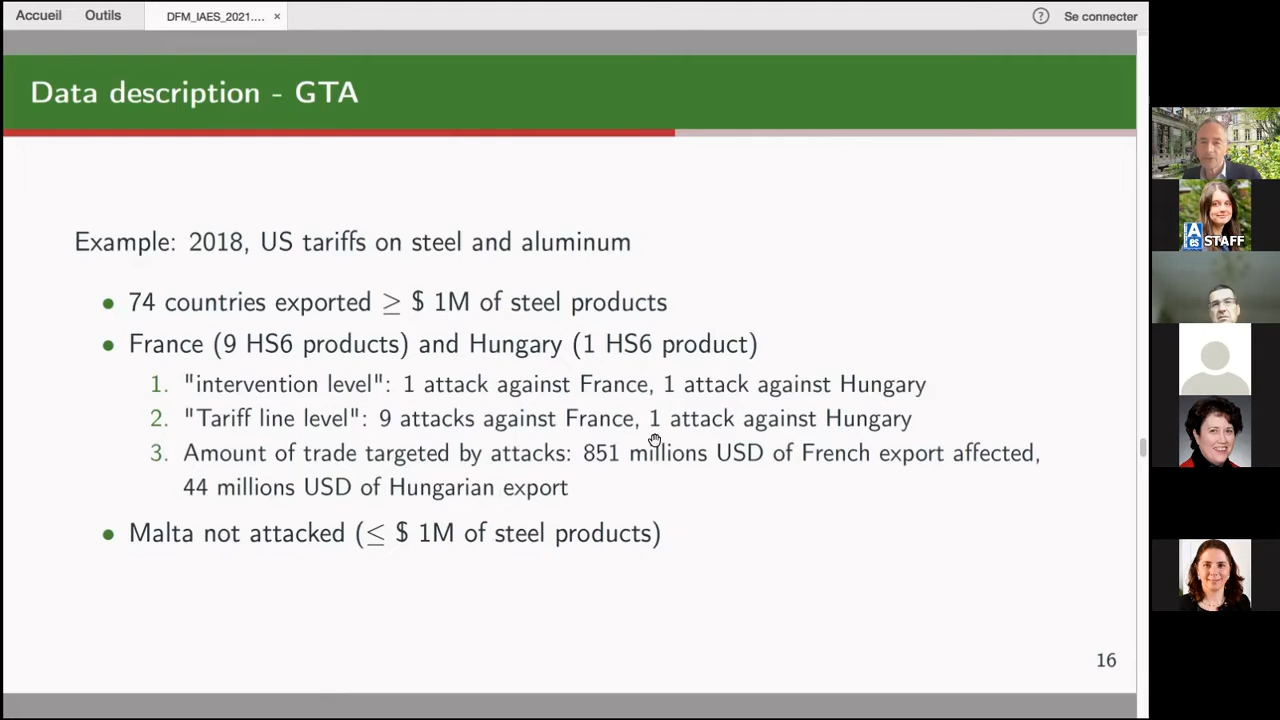 Accueil Outils DFM_IAES_2021.... × ? Se connecter
Data description - GTA
Example: 2018, US tariffs on steel and aluminum
• 74 countries exported ≥ $ 1M of steel products
• France (9 HS6 products) and Hungary (1 HS6 product)
1. "intervention level": 1 attack against France, 1 attack against Hungary
2. "Tariff line level": 9 attacks against France, 1 attack against Hungary
3. Amount of trade targeted by attacks: 851 millions USD of French export affected,
44 millions USD of Hungarian export
• Malta not attacked (≤ $ 1M of steel products)
16
A
es STAFF